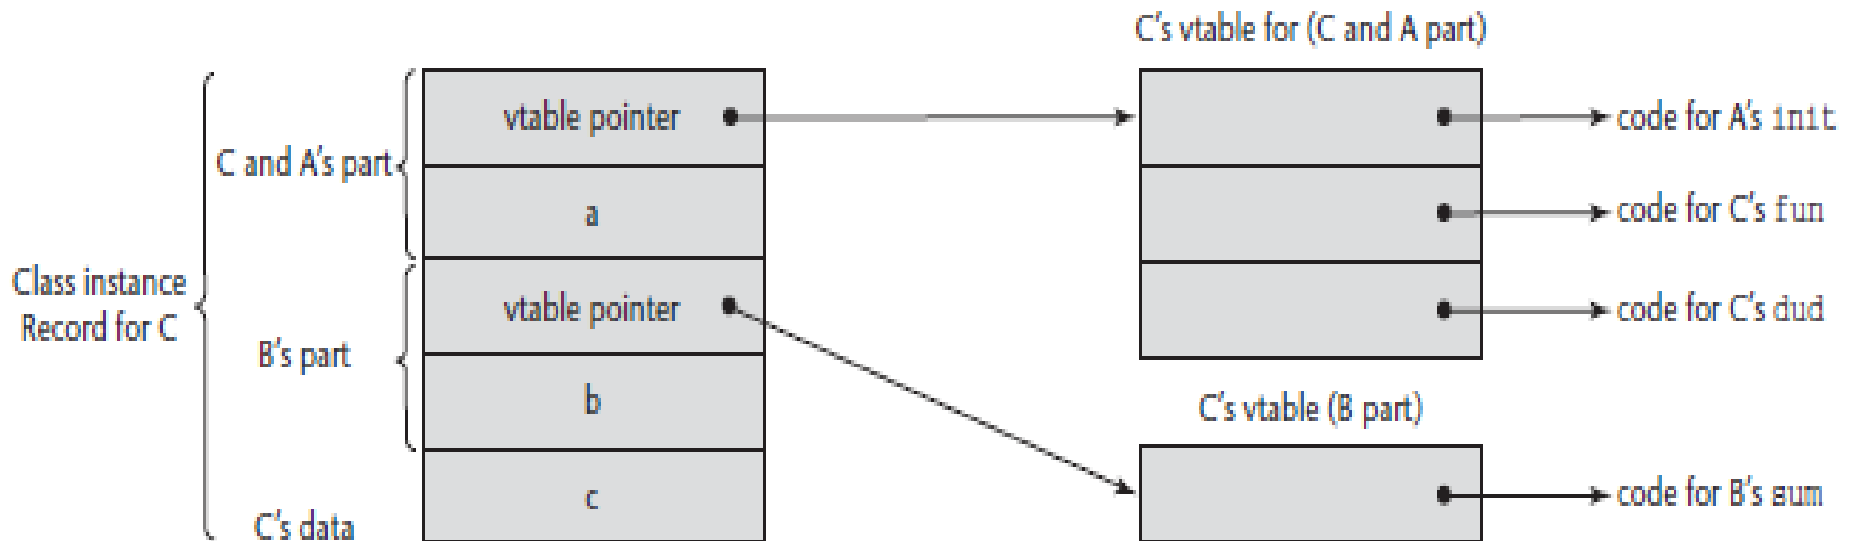 C's vtable for (C and A part)
vtable pointer
code for A's init
C and A's part
a
code for C's fun
Class instance
Record for C
vtable pointer
code for C's dud
B's part
b
C's vtable (B part)
c
code for B's sum
C's data